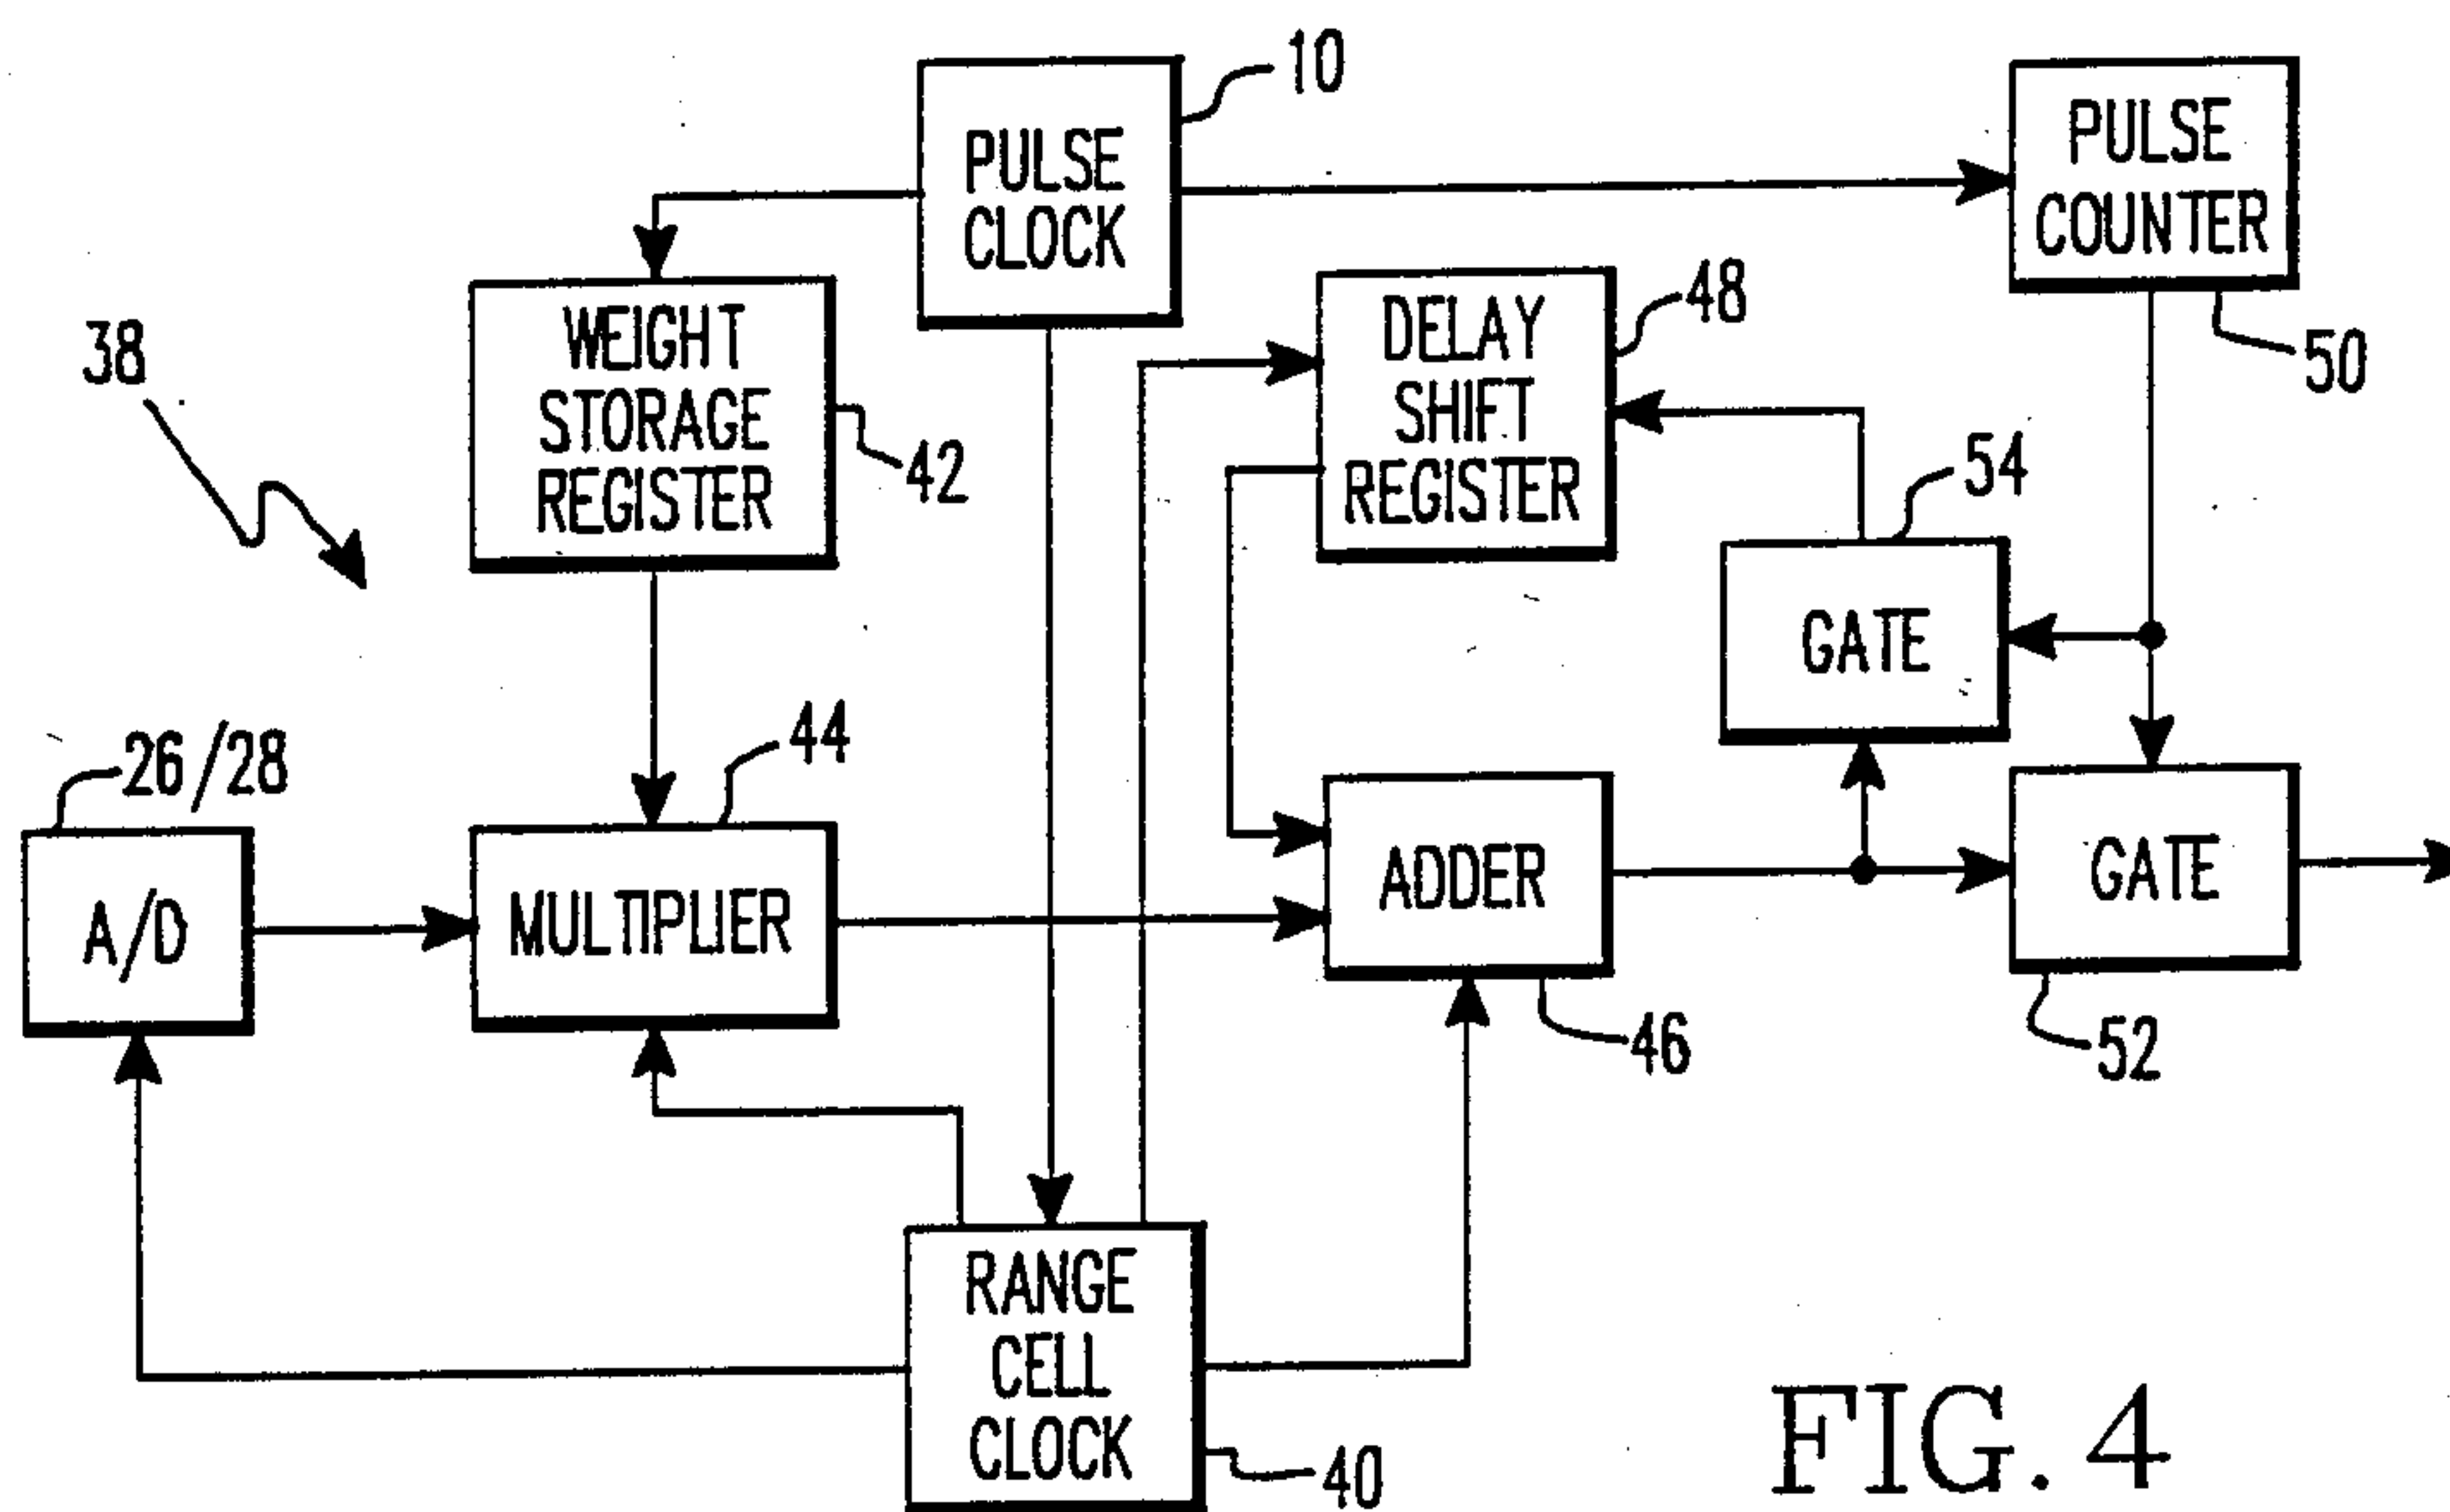 10
PULSE
CLOCK
PULSE
COUNTER
50
38
WEIGHT
STORAGE
REGISTER
42
DELAY
SHIFT
REGISTER
48
54
GATE
26/28
A/D
44
MULTIPLIER
ADDER
46
GATE
52
RANGE
CELL
CLOCK
40
FIG. 4